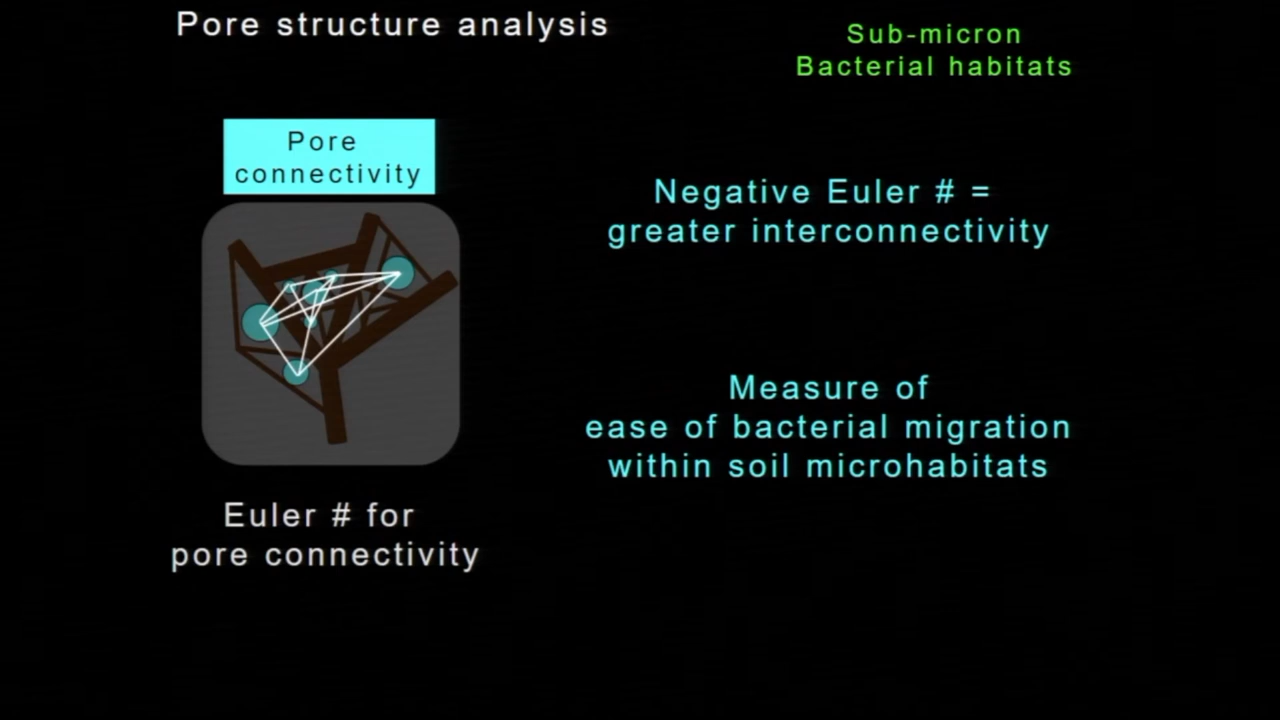 Pore structure analysis
Sub-micron
Bacterial habitats
Pore
connectivity
Negative Euler # =
greater interconnectivity
Measure of
ease of bacterial migration
within soil microhabitats
Euler # for
pore connectivity